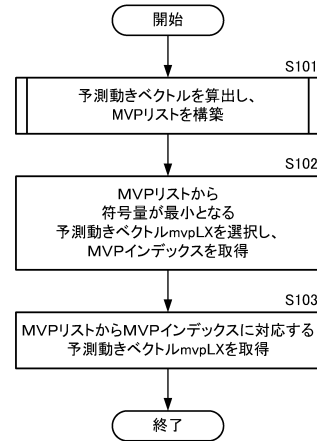 開始
S101
予測動きベクトルを算出し、
MVPリストを構築
S102
MVPリストから
符号量が最小となる
予測動きベクトルmvpLXを選択し、
MVPインデックスを取得
S103
MVPリストからMVPインデックスに対応する
予測動きベクトルmvpLXを取得
終了